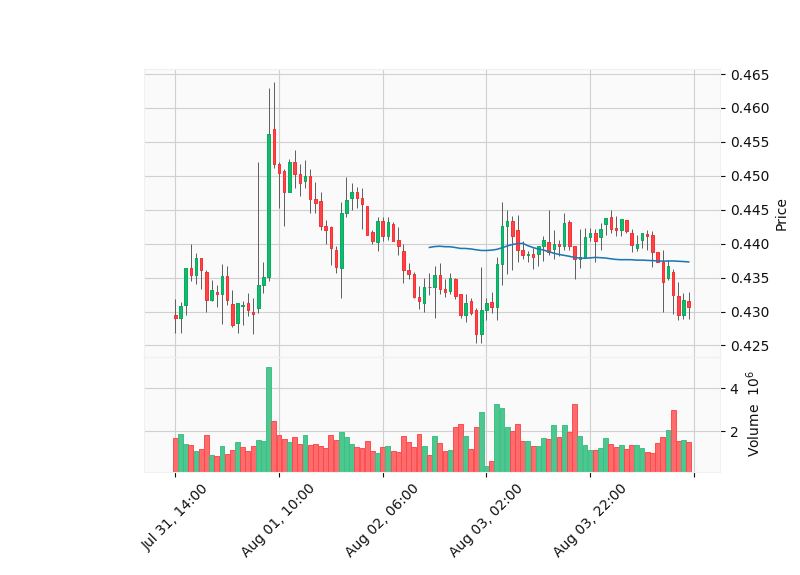 0.465
0.460
0.455
0.450
0.445
0.440
0.435
0.430
0.425
Price
4
2
Volume 10^6
Jul 31, 14:00
Aug 01, 10:00
Aug 02, 06:00
Aug 03, 02:00
Aug 03, 22:00